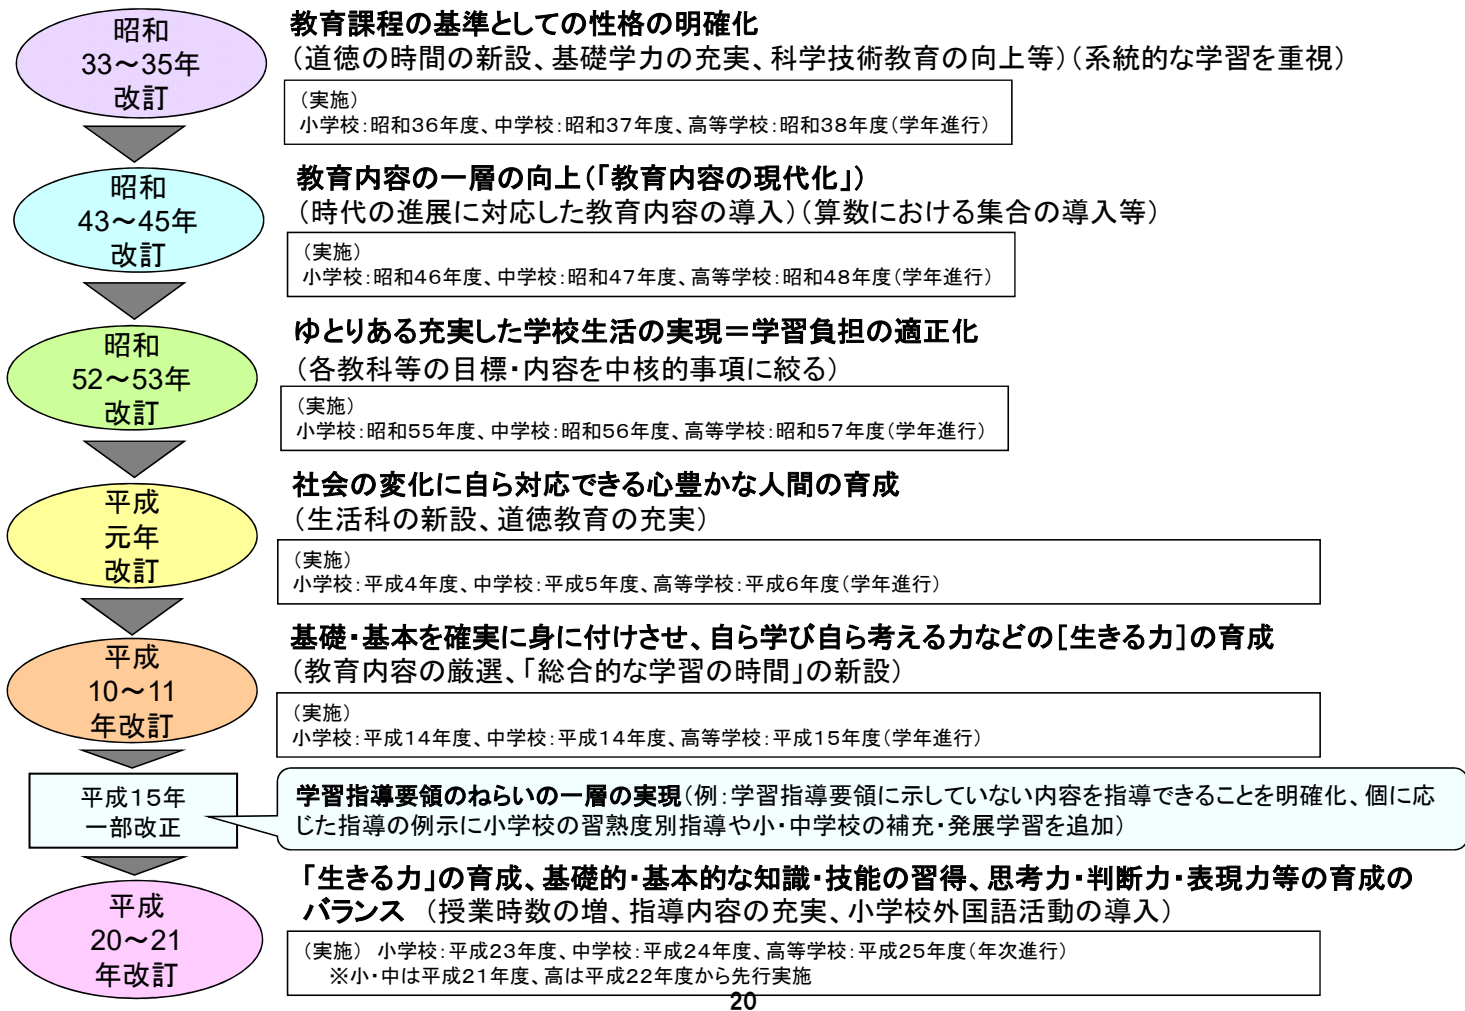 昭和
33～35年
改訂
教育課程の基準としての性格の明確化
（道徳の時間の新設、基礎学力の充実、科学技術教育の向上等）（系統的な学習を重視）
（実施）
小学校：昭和36年度、中学校：昭和37年度、高等学校：昭和38年度（学年進行）
昭和
43～45年
改訂
教育内容の一層の向上（「教育内容の現代化」）
（時代の進展に対応した教育内容の導入）（算数における集合の導入等）
（実施）
小学校：昭和46年度、中学校：昭和47年度、高等学校：昭和48年度（学年進行）
昭和
52～53年
改訂
ゆとりある充実した学校生活の実現＝学習負担の適正化
（各教科等の目標・内容を中核的事項に絞る）
（実施）
小学校：昭和55年度、中学校：昭和56年度、高等学校：昭和57年度（学年進行）
平成
元年
改訂
社会の変化に自ら対応できる心豊かな人間の育成
（生活科の新設、道徳教育の充実）
（実施）
小学校：平成4年度、中学校：平成5年度、高等学校：平成6年度（学年進行）
平成
10～11
年改訂
基礎・基本を確実に身に付けさせ、自ら学び自ら考える力などの［生きる力］の育成
（教育内容の厳選、「総合的な学習の時間」の新設）
（実施）
小学校：平成14年度、中学校：平成14年度、高等学校：平成15年度（学年進行）
平成15年
一部改正
学習指導要領のねらいの一層の実現（例：学習指導要領に示していない内容を指導できることを明確化、個に応
じた指導の例示に小学校の習熟度別指導や小・中学校の補充・発展学習を追加）
平成
20～21
年改訂
「生きる力」の育成、基礎的・基本的な知識・技能の習得、思考力・判断力・表現力等の育成の
バランス　（授業時数の増、指導内容の充実、小学校外国語活動の導入）
（実施）　小学校：平成23年度、中学校：平成24年度、高等学校：平成25年度（年次進行）
※小・中は平成21年度、高は平成22年度から先行実施
20